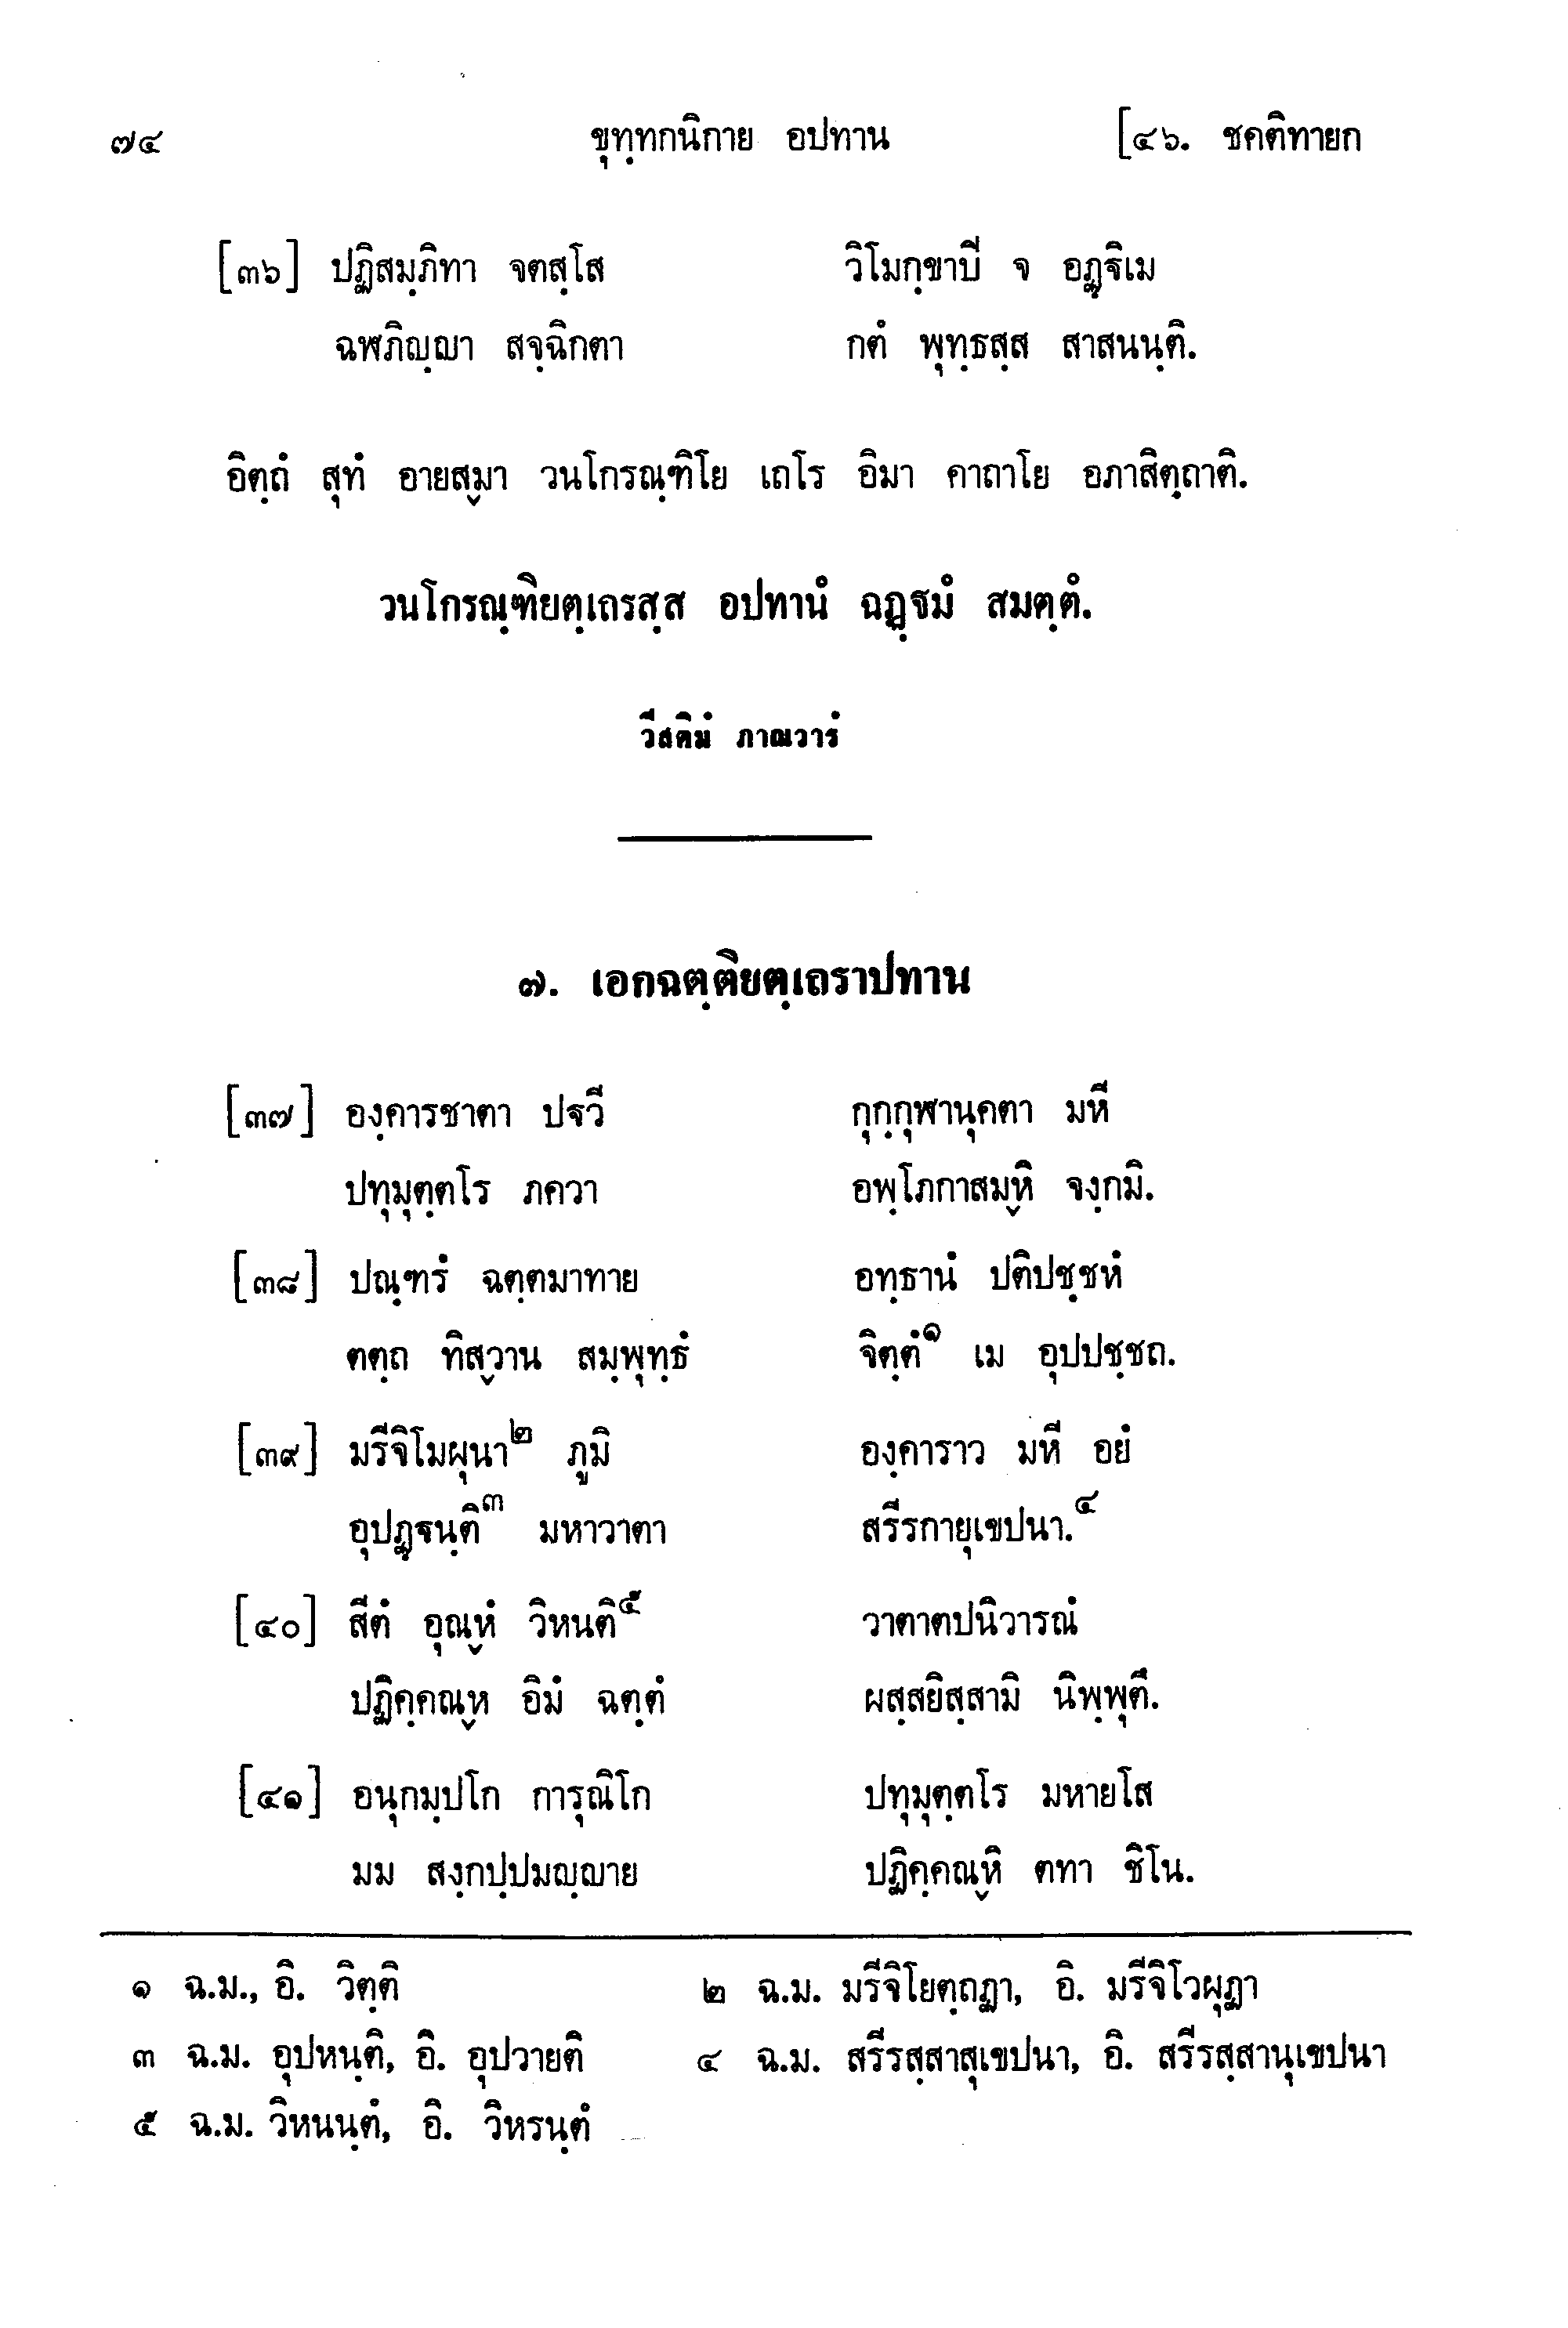 ๗๔ ขุทฺทกนิกาย อปทาน [๔๖. ชคติทายก
[๓๖] ปฏิสมฺภิทา จตสฺโส วิโมกฺขาปี จ อฏฺฐิเม
ฉฬภิญฺญา สจฺฉิกตา กตํ พุทฺธสฺส สาสนนฺติ.
อิตฺถํ สุทํ อายสฺมา วนโกรณฺฑิโย เถโร อิมา คาถาโย อภาสิตฺถาติ.
วนโกรณฺฑิยตฺเถรสฺส อปทานํ ฉฏฺฐมํ สมตฺตํ.
วีสติมํ ภาณวารํ
๗. เอกฉตฺติยตฺเถราปทาน
[๓๗] องฺคารชาตา ปฐวี กุกฺกุฬานุคตา มหี
ปทุมุตฺตโร ภควา อพฺโภกาสมฺหิ จงฺกมิ.
[๓๘] ปณฺฑรํ ฉตฺตมาทาย อทฺธานํ ปติปชฺชหํ
ตตฺถ ทิสฺวาน สมฺพุทฺธํ จิตฺตํ๑ เม อุปปชฺชถ.
[๓๙] มรีจิโมผุนา๒ ภูมิ องฺคาราว มหี อยํ
อุปฏฺฐนฺติ๓ มหาวาตา สรีรกายุเขปนา.๔
[๔๐] สีตํ อุณฺหํ วิหนติ๕ วาตาตปนิวารณํ
ปฏิคฺคณฺห อิมํ ฉตฺตํ ผสฺสยิสฺสามิ นิพฺพุตึ.
[๔๑] อนุกมฺปโก การุณิโก ปทุมุตฺตโร มหายโส
มม สงฺกปฺปมญฺญาย ปฏิคฺคณฺหิ ตทา ชิโน.
๑ ฉ.ม., อิ. วิตฺติ ๒ ฉ.ม. มรีจิโยตฺถฏา, อิ. มรีจิโวผุฏา
๓ ฉ.ม. อุปหนฺติ, อิ. อุปวายติ ๔ ฉ.ม. สรีรสฺสาสุเขปนา, อิ. สรีรสฺสานุเขปนา
๕ ฉ.ม. วิหนนฺตํ, อิ. วิหรนฺตํ